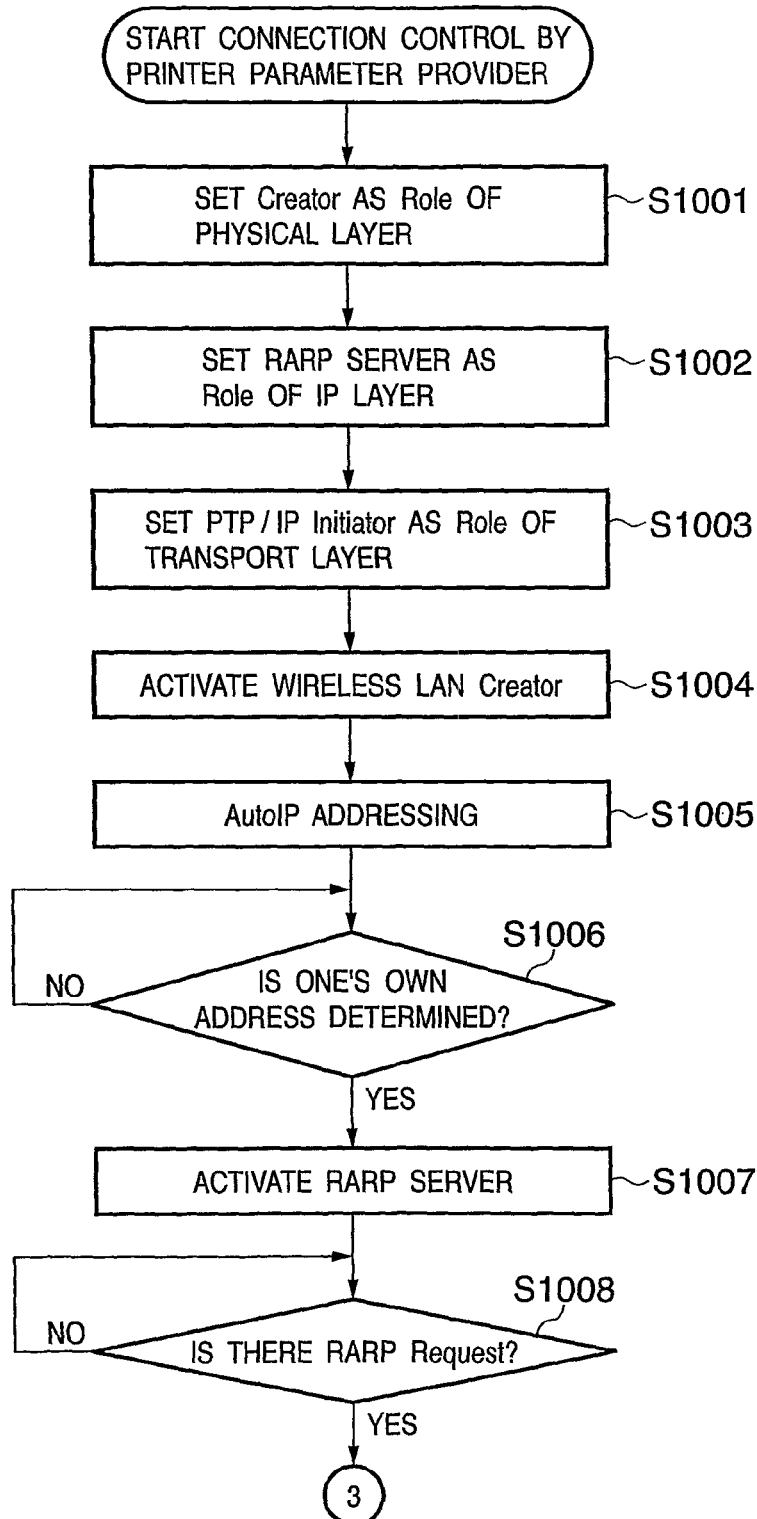 START CONNECTION CONTROL BY
PRINTER PARAMETER PROVIDER
SET Creator AS Role OF
PHYSICAL LAYER
S1001
SET RARP SERVER AS
Role OF IP LAYER
S1002
SET PTP / IP Initiator AS Role OF
TRANSPORT LAYER
S1003
ACTIVATE WIRELESS LAN Creator
S1004
AutoIP ADDRESSING
S1005
S1006
IS ONE'S OWN
ADDRESS DETERMINED?
NO
YES
ACTIVATE RARP SERVER
S1007
S1008
IS THERE RARP Request?
NO
YES
3